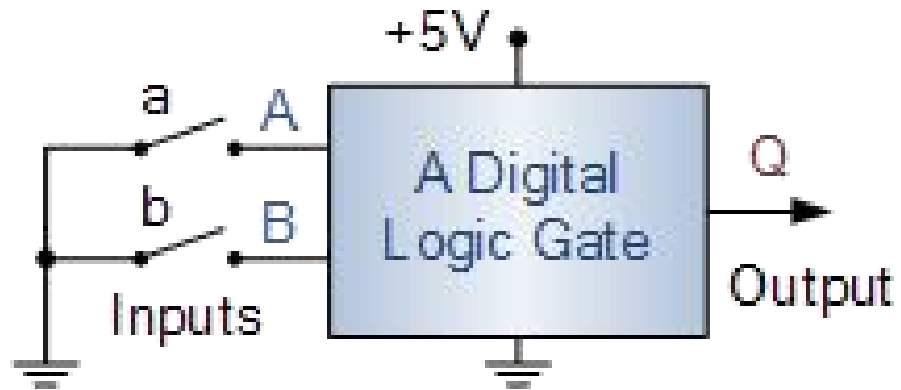 +5V
a
A
b
B
A Digital
Logic Gate
Q
Inputs
Output